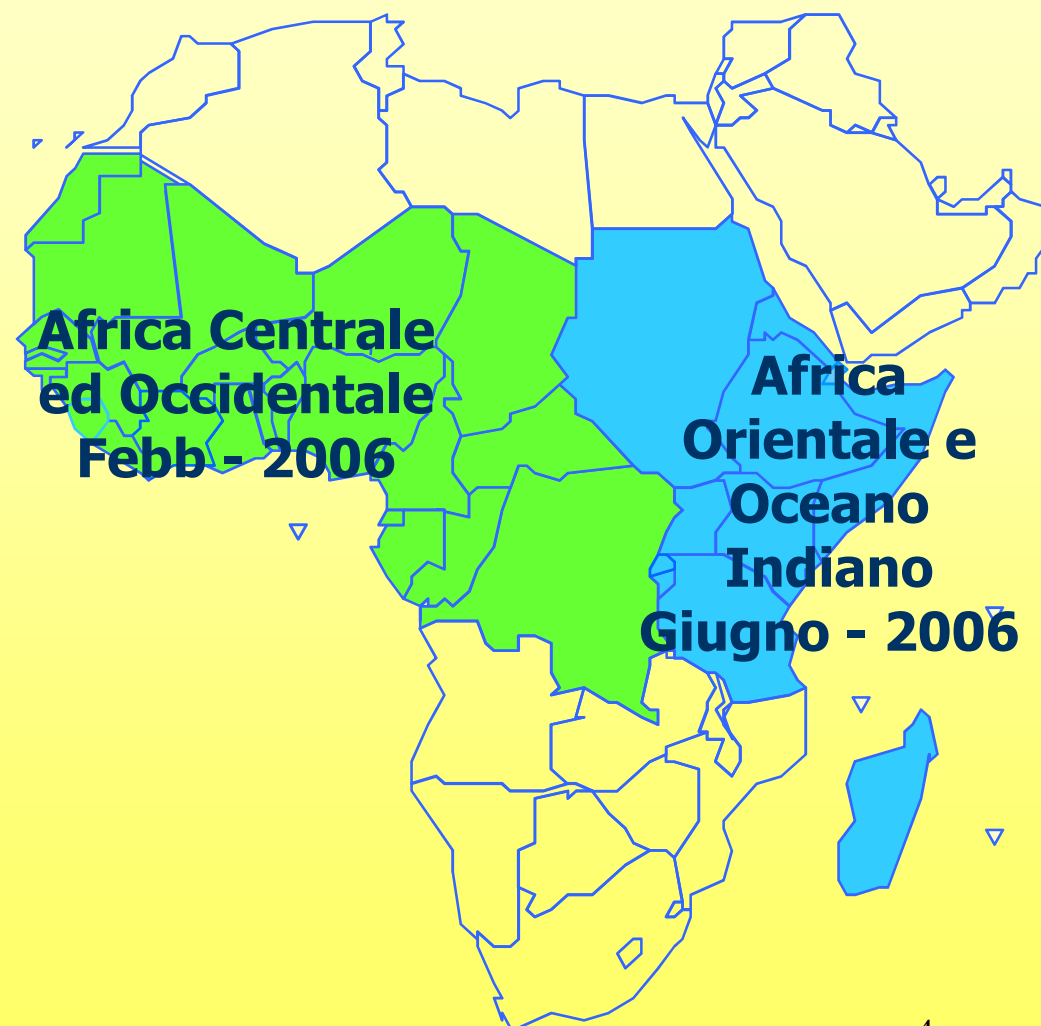 Africa Centrale
ed Occidentale
Febb - 2006
Africa
Orientale e
Oceano
Indiano
Giugno - 2006